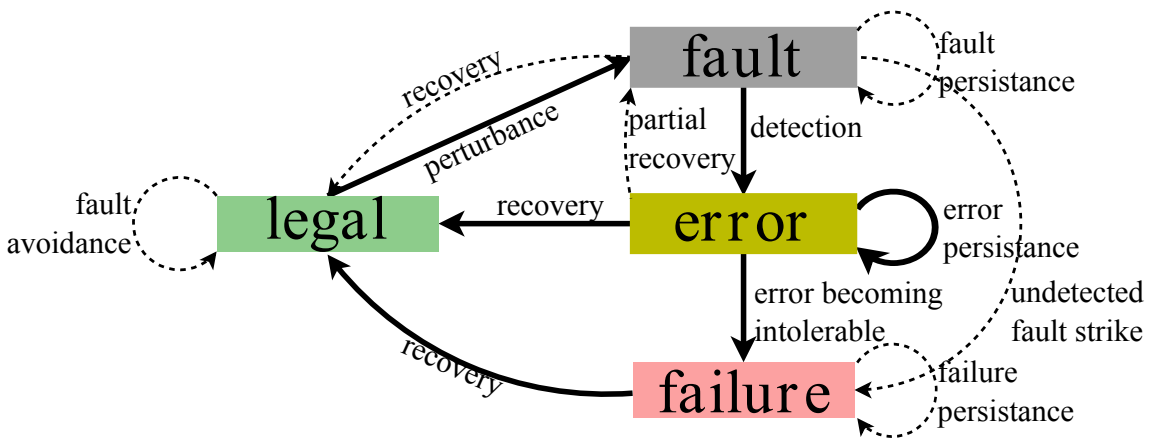 fault
fault
persistance
recovery
perturbance
partial
recovery
detection
fault
avoidance
legal
recovery
error
error
persistance
error becoming
intolerable
undetected
fault strike
recovery
failure
failure
persistance